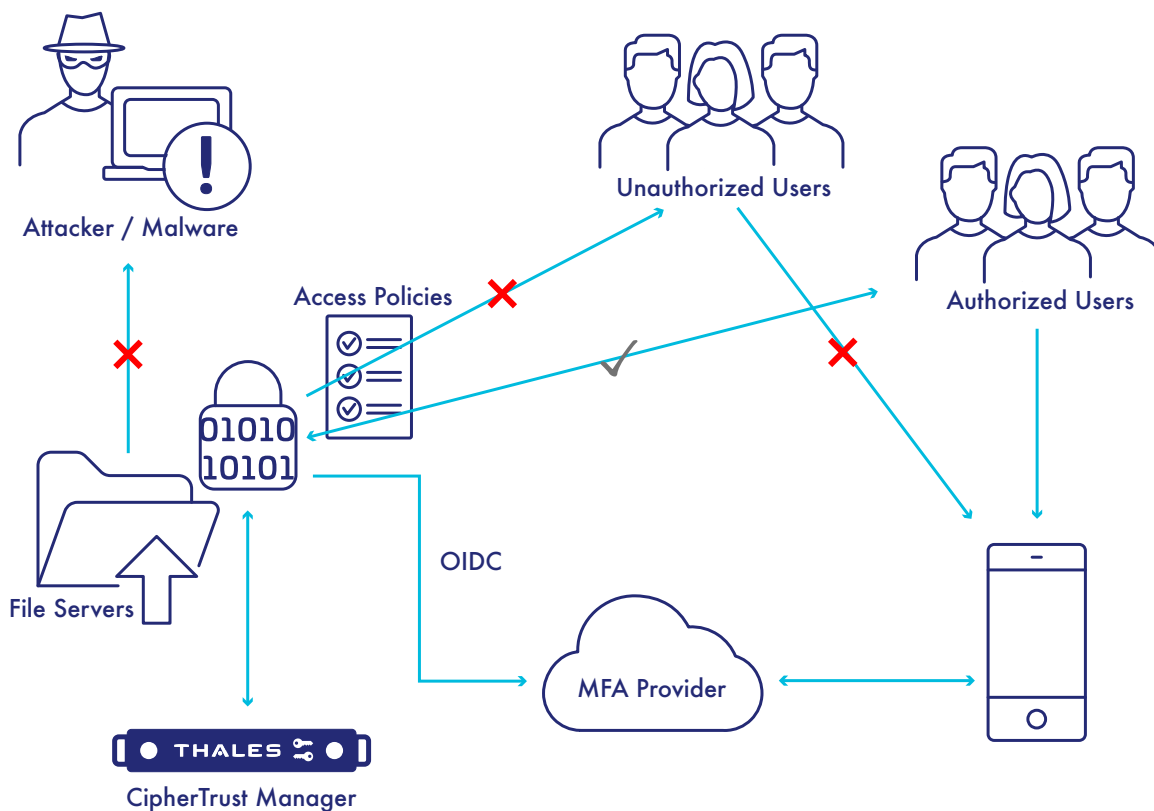 Unauthorized Users
Attacker / Malware
Access Policies
Authorized Users
01010
10101
OIDC
File Servers
MFA Provider
THALES
CipherTrust Manager